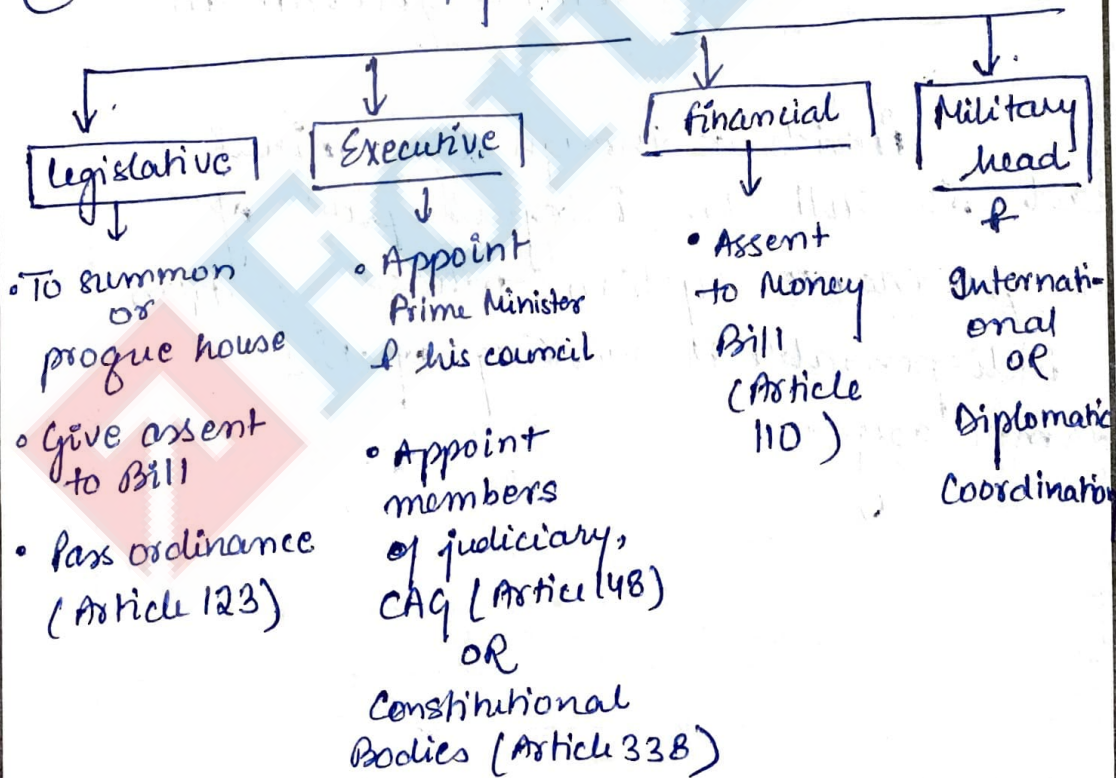 Legislative
• To summon
or
progue house
• Give assent
to Bill
• Pass ordinance
(Article 123)
Executive
• Appoint
Prime Minister
& his council
• Appoint
members
of judiciary,
CAG (Article 148)
OR
Constitutional
Bodies (Article 338)
financial
• Assent
to Money
Bill
(Article
110)
Military
head
&
Internati-
onal
OR
Diplomatic
Coordination